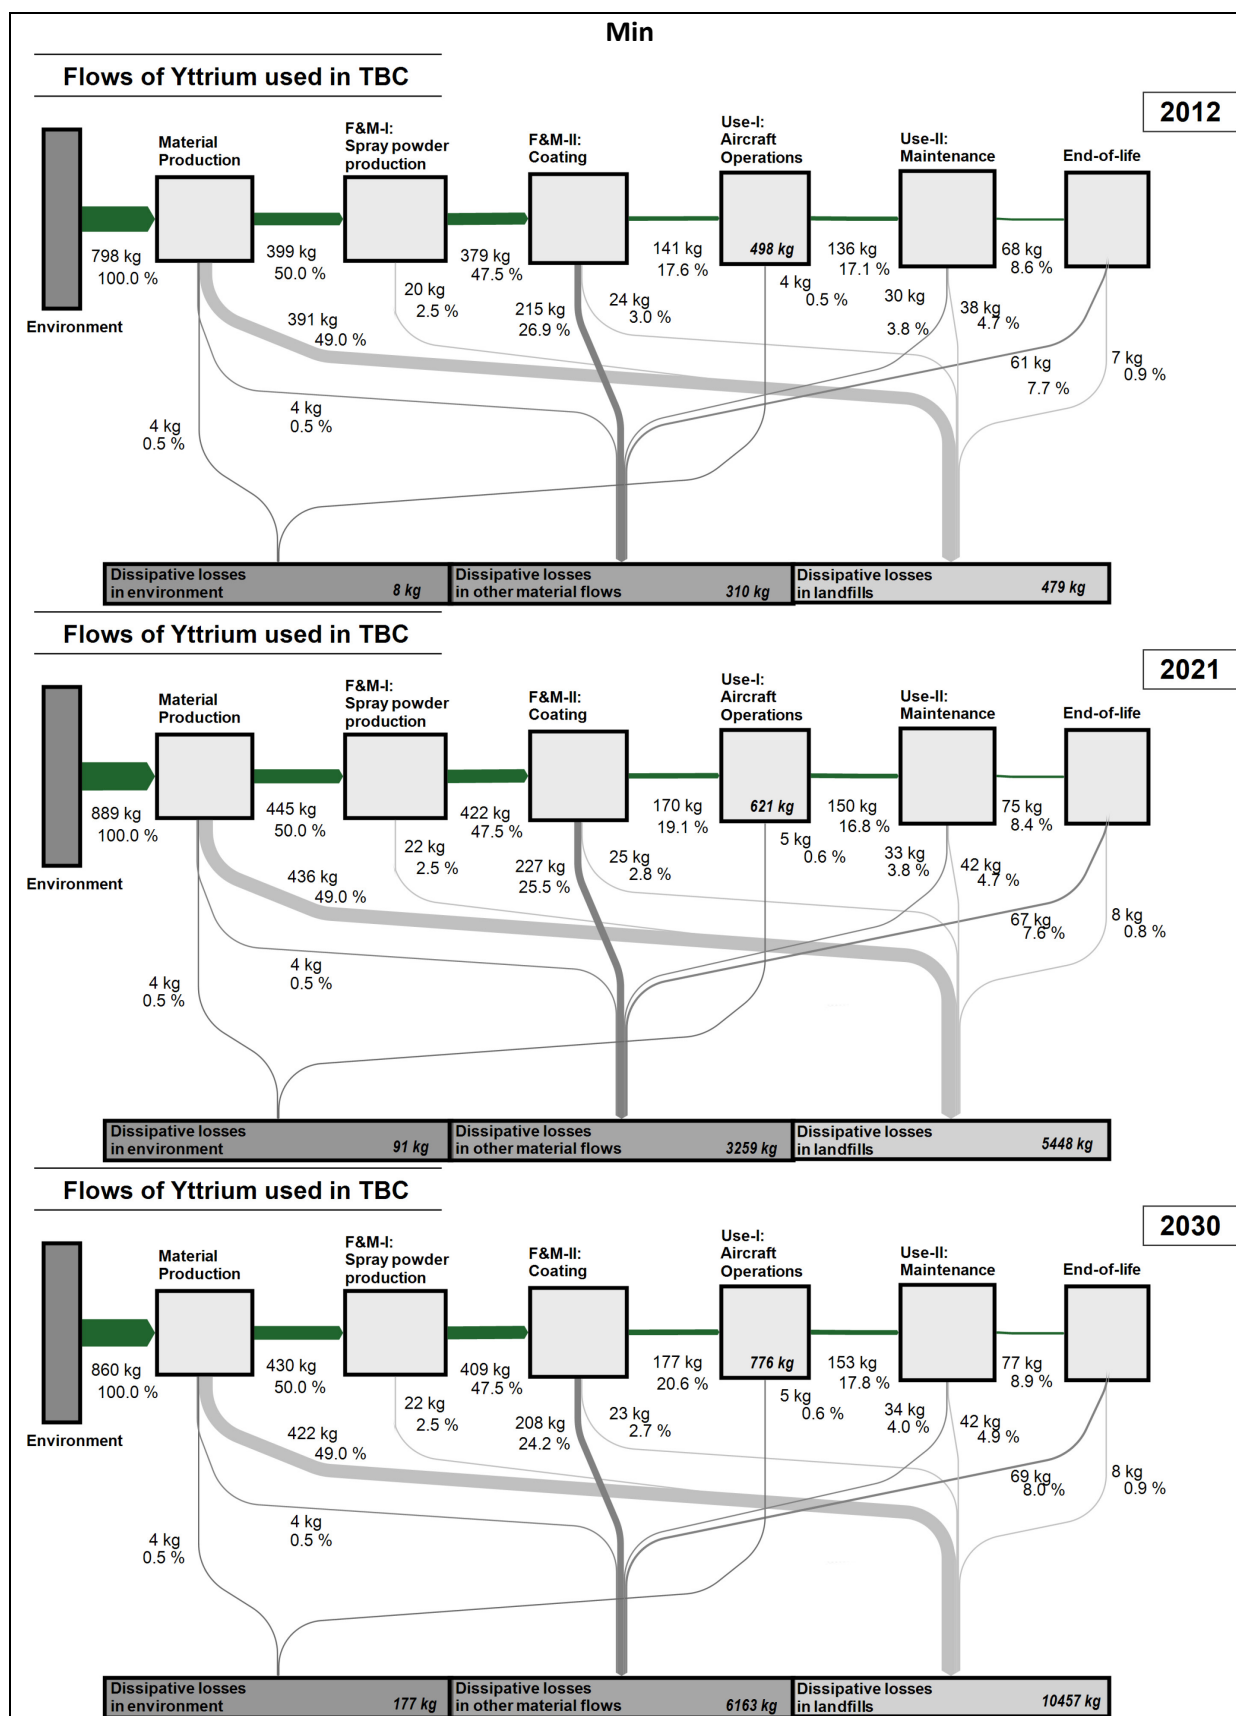 Min
Flows of Yttrium used in TBC
2012
Material
Production
F&M-I:
Spray powder
production
F&M-II:
Coating
Use-I:
Aircraft
Operations
Use-II:
Maintenance
End-of-life
798 kg
100.0 %
399 kg
50.0 %
379 kg
47.5 %
141 kg
17.6 %
498 kg
136 kg
17.1 %
68 kg
8.6 %
Environment
391 kg
49.0 %
20 kg
2.5 %
215 kg
26.9 %
24 kg
3.0 %
4 kg
0.5 %
30 kg
3.8 %
38 kg
4.7 %
61 kg
7.7 %
7 kg
0.9 %
4 kg
0.5 %
4 kg
0.5 %
Dissipative losses
in environment
8 kg
Dissipative losses
in other material flows
310 kg
Dissipative losses
in landfills
479 kg
Flows of Yttrium used in TBC
2021
Material
Production
F&M-I:
Spray powder
production
F&M-II:
Coating
Use-I:
Aircraft
Operations
Use-II:
Maintenance
End-of-life
889 kg
100.0 %
445 kg
50.0 %
422 kg
47.5 %
170 kg
19.1 %
621 kg
150 kg
16.8 %
75 kg
8.4 %
Environment
436 kg
49.0 %
22 kg
2.5 %
227 kg
25.5 %
25 kg
2.8 %
5 kg
0.6 %
33 kg
3.8 %
42 kg
4.7 %
67 kg
7.6 %
8 kg
0.8 %
4 kg
0.5 %
4 kg
0.5 %
Dissipative losses
in environment
91 kg
Dissipative losses
in other material flows
3259 kg
Dissipative losses
in landfills
5448 kg
Flows of Yttrium used in TBC
2030
Material
Production
F&M-I:
Spray powder
production
F&M-II:
Coating
Use-I:
Aircraft
Operations
Use-II:
Maintenance
End-of-life
860 kg
100.0 %
430 kg
50.0 %
409 kg
47.5 %
177 kg
20.6 %
776 kg
153 kg
17.8 %
77 kg
8.9 %
Environment
422 kg
49.0 %
22 kg
2.5 %
208 kg
24.2 %
23 kg
2.7 %
5 kg
0.6 %
34 kg
4.0 %
42 kg
4.9 %
69 kg
8.0 %
8 kg
0.9 %
4 kg
0.5 %
4 kg
0.5 %
Dissipative losses
in environment
177 kg
Dissipative losses
in other material flows
6163 kg
Dissipative losses
in landfills
10457 kg